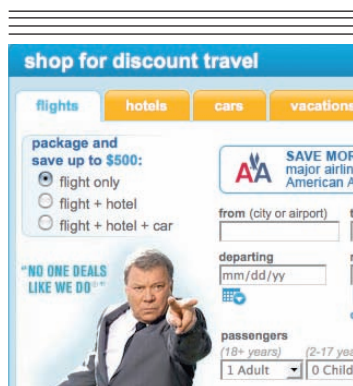 shop for discount travel
flights hotels cars vacations
package and
save up to $500:
flight only
flight + hotel
flight + hotel + car
"NO ONE DEALS
LIKE WE DO℠"
AA
SAVE MOR
major airlin
American A
from (city or airport)
departing
mm/dd/yy
passengers
(18+ years) (2-17 yea
1 Adult 0 Child